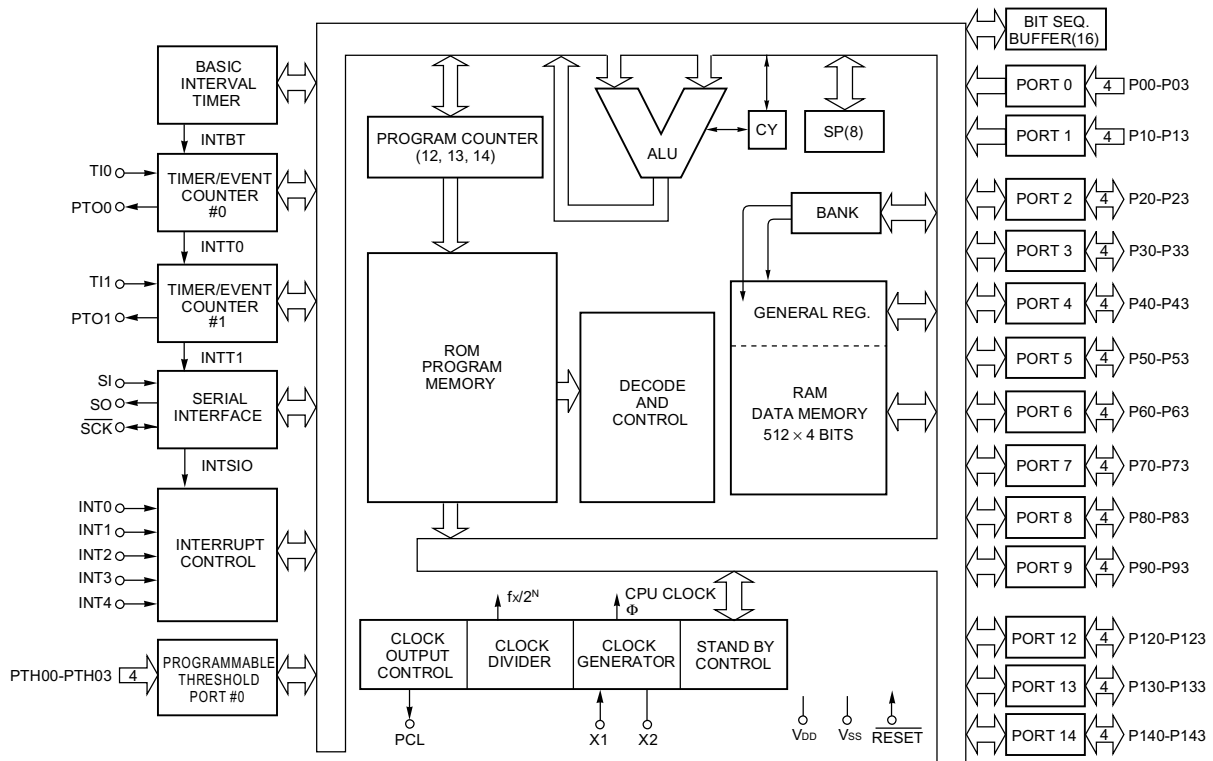 BASIC
INTERVAL
TIMER
INTBT
TI0
PTO0
TIMER/EVENT
COUNTER
#0
INTT0
TI1
PTO1
TIMER/EVENT
COUNTER
#1
INTT1
SI
SO
SCK
SERIAL
INTERFACE
INTSIO
INT0
INT1
INT2
INT3
INT4
INTERRUPT
CONTROL
PTH00-PTH03
4
PROGRAMMABLE
THRESHOLD
PORT #0
PROGRAM COUNTER
(12, 13, 14)
ALU
CY
SP(8)
BANK
ROM
PROGRAM
MEMORY
DECODE
AND
CONTROL
GENERAL REG.
RAM
DATA MEMORY
512 × 4 BITS
fx/2ᴺ
CPU CLOCK
Φ
CLOCK
OUTPUT
CONTROL
CLOCK
DIVIDER
CLOCK
GENERATOR
STAND BY
CONTROL
PCL
X1
X2
VDD
VSS
RESET
BIT SEQ.
BUFFER(16)
PORT 0 4 P00-P03
PORT 1 4 P10-P13
PORT 2 4 P20-P23
PORT 3 4 P30-P33
PORT 4 4 P40-P43
PORT 5 4 P50-P53
PORT 6 4 P60-P63
PORT 7 4 P70-P73
PORT 8 4 P80-P83
PORT 9 4 P90-P93
PORT 12 4 P120-P123
PORT 13 4 P130-P133
PORT 14 4 P140-P143